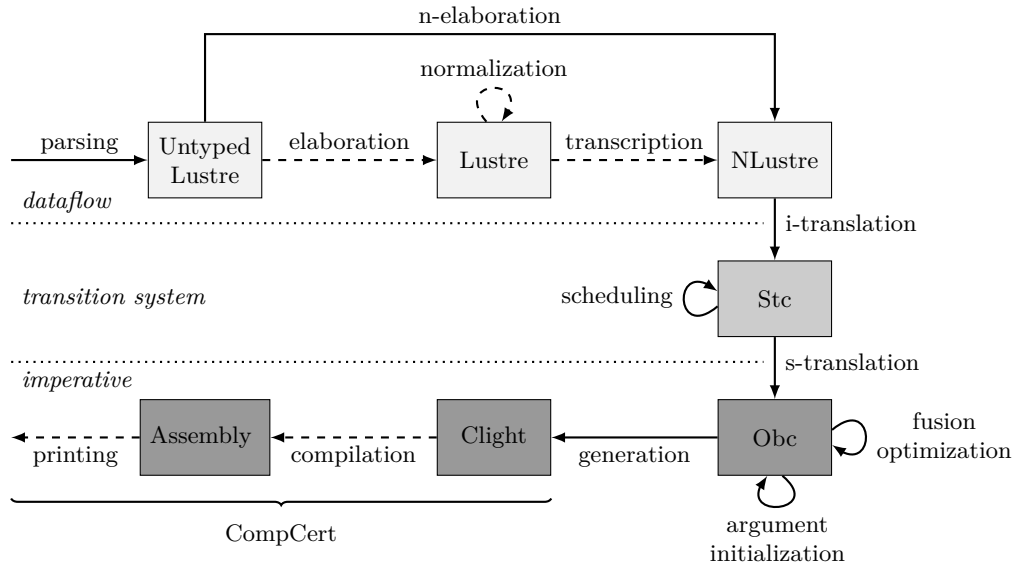 n-elaboration
normalization
parsing
Untyped
Lustre
elaboration
Lustre
transcription
NLustre
dataflow
i-translation
transition system
scheduling
Stc
s-translation
imperative
printing
Assembly
compilation
Clight
generation
Obc
fusion
optimization
CompCert
argument
initialization